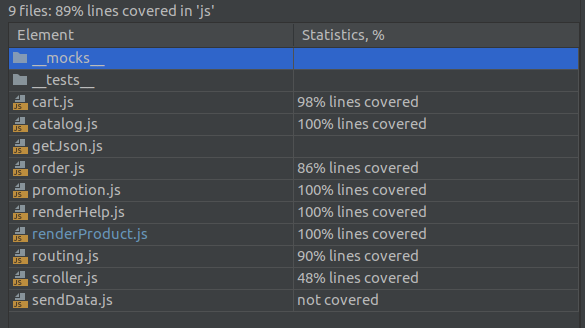 9 files: 89% lines covered in 'js'
Element Statistics, %
__mocks__
__tests__
cart.js 98% lines covered
catalog.js 100% lines covered
getJson.js
order.js 86% lines covered
promotion.js 100% lines covered
renderHelp.js 100% lines covered
renderProduct.js 100% lines covered
routing.js 90% lines covered
scroller.js 48% lines covered
sendData.js not covered